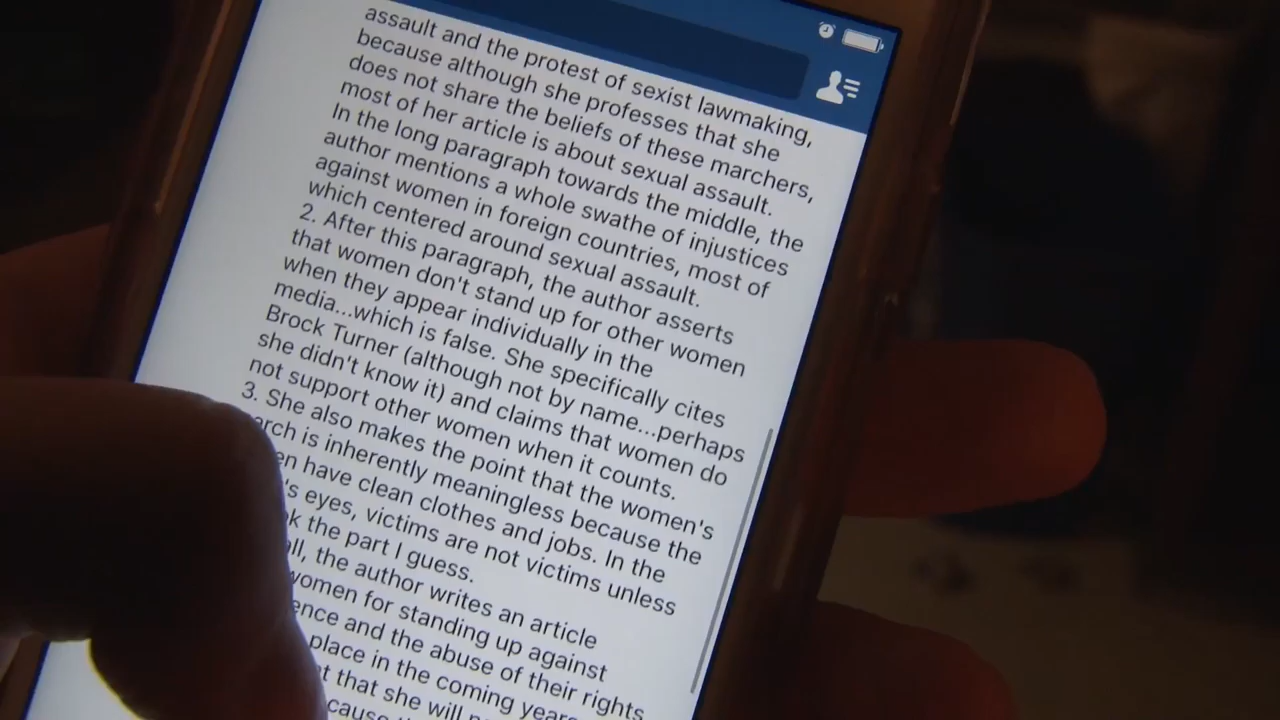 assault and the protest of sexist lawmaking,
because although she professes that she
does not share the beliefs of these marchers,
most of her article is about sexual assault.
In the long paragraph towards the middle, the
author mentions a whole swathe of injustices
against women in foreign countries, most of
which centered around sexual assault.
2. After this paragraph, the author asserts
that women don't stand up for other women
when they appear individually in the
media...which is false. She specifically cites
Brock Turner (although not by name...perhaps
she didn't know it) and claims that women do
not support other women when it counts.
3. She also makes the point that the women's
arch is inherently meaningless because the
en have clean clothes and jobs. In the
's eyes, victims are not victims unless
ok the part I guess.
all, the author writes an article
women for standing up against
ence and the abuse of their rights
place in the coming years
t that she will
cause